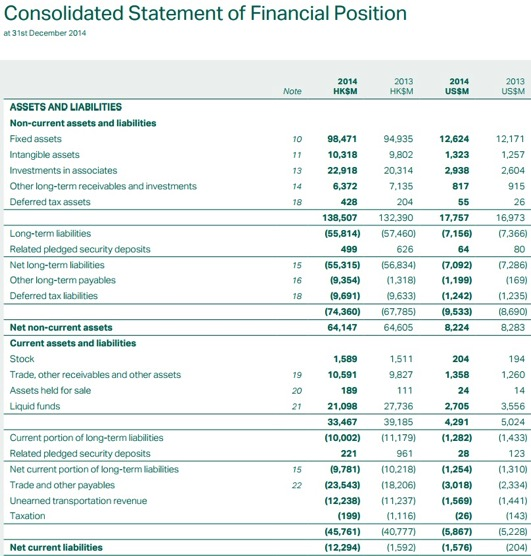 Consolidated Statement of Financial Position
at 31st December 2014
2014 2013 2014 2013
Note HK$M HK$M US$M US$M
ASSETS AND LIABILITIES
Non-current assets and liabilities
Fixed assets 10 98,471 94,935 12,624 12,171
Intangible assets 11 10,318 9,802 1,323 1,257
Investments in associates 13 22,918 20,314 2,938 2,604
Other long-term receivables and investments 14 6,372 7,135 817 915
Deferred tax assets 18 428 204 55 26
138,507 132,390 17,757 16,973
Long-term liabilities (55,814) (57,460) (7,156) (7,366)
Related pledged security deposits 499 626 64 80
Net long-term liabilities 15 (55,315) (56,834) (7,092) (7,286)
Other long-term payables 16 (9,354) (1,318) (1,199) (169)
Deferred tax liabilities 18 (9,691) (9,633) (1,242) (1,235)
(74,360) (67,785) (9,533) (8,690)
Net non-current assets 64,147 64,605 8,224 8,283
Current assets and liabilities
Stock 1,589 1,511 204 194
Trade, other receivables and other assets 19 10,591 9,827 1,358 1,260
Assets held for sale 20 189 111 24 14
Liquid funds 21 21,098 27,736 2,705 3,556
33,467 39,185 4,291 5,024
Current portion of long-term liabilities (10,002) (11,179) (1,282) (1,433)
Related pledged security deposits 221 961 28 123
Net current portion of long-term liabilities 15 (9,781) (10,218) (1,254) (1,310)
Trade and other payables 22 (23,543) (18,206) (3,018) (2,334)
Unearned transportation revenue (12,238) (11,237) (1,569) (1,441)
Taxation (199) (1,116) (26) (143)
(45,761) (40,777) (5,867) (5,228)
Net current liabilities (12,294) (1,592) (1,576) (204)